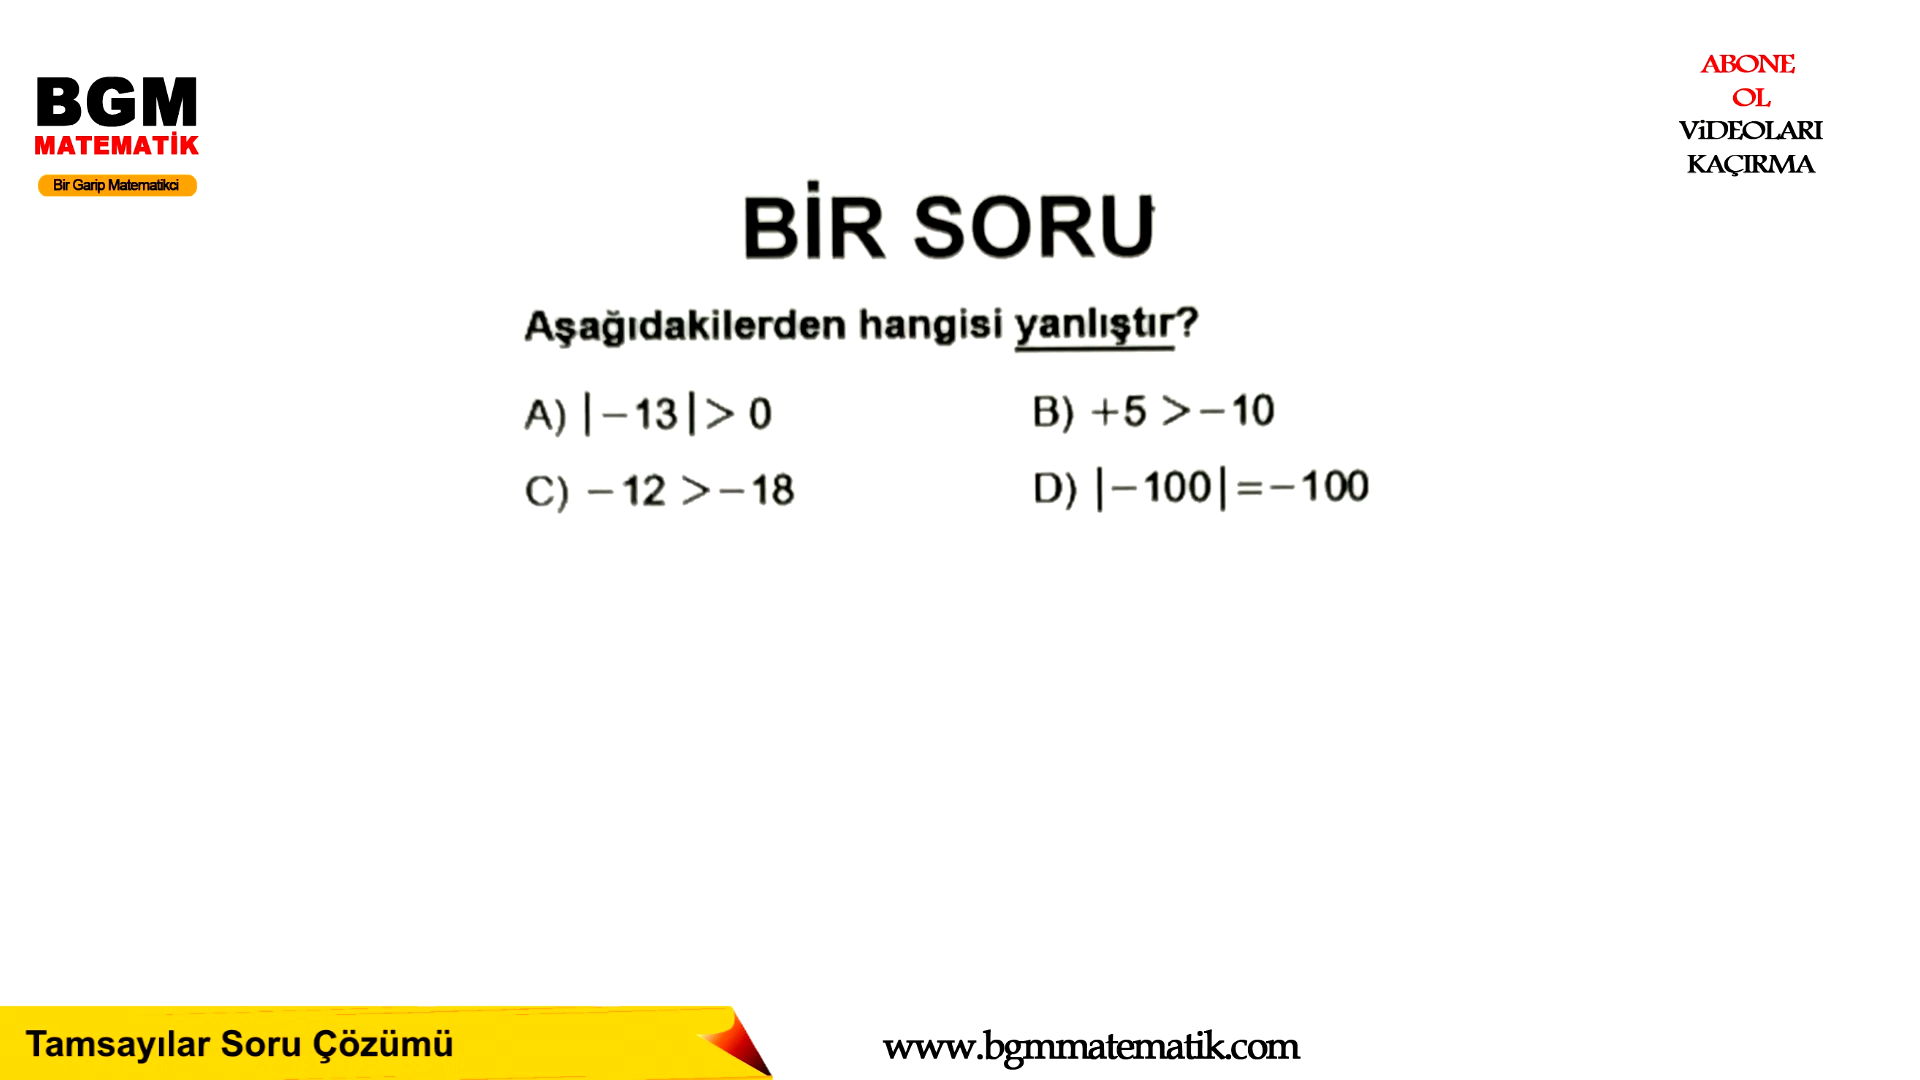 BGM
MATEMATİK
Bir Garip Matematikci
ABONE
OL
ViDEOLARI
KAÇIRMA
BİR SORU
Aşağıdakilerden hangisi yanlıştır?
A) |−13|> 0
B) +5 >−10
C) −12 >−18
D) |−100|=−100
Tamsayılar Soru Çözümü
www.bgmmatematik.com